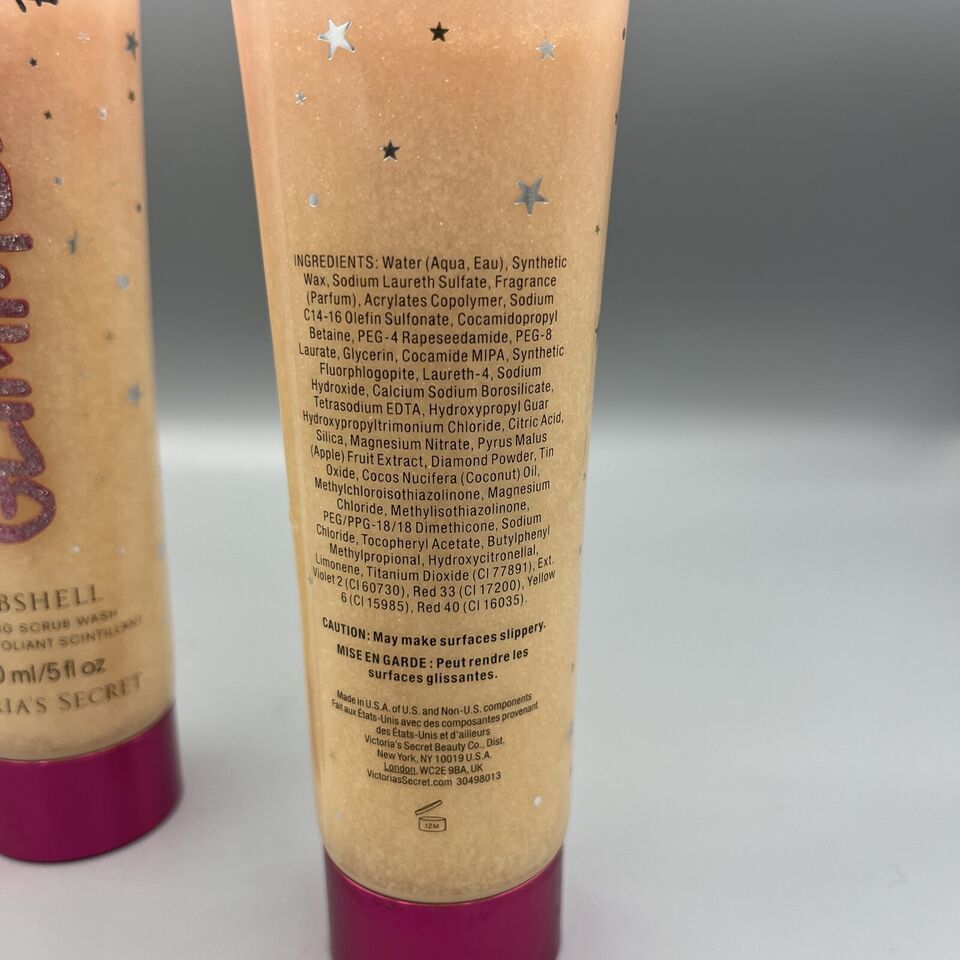 BSHELL
NG SCRUB WASH
FOLIANT SCINTILLANT
0 ml/5 fl oz
RIA'S SECRET
INGREDIENTS: Water (Aqua, Eau), Synthetic
Wax, Sodium Laureth Sulfate, Fragrance
(Parfum), Acrylates Copolymer, Sodium
C14-16 Olefin Sulfonate, Cocamidopropyl
Betaine, PEG-4 Rapeseedamide, PEG-8
Laurate, Glycerin, Cocamide MIPA, Synthetic
Fluorphlogopite, Laureth-4, Sodium
Hydroxide, Calcium Sodium Borosilicate,
Tetrasodium EDTA, Hydroxypropyl Guar
Hydroxypropyltrimonium Chloride, Citric Acid,
Silica, Magnesium Nitrate, Pyrus Malus
(Apple) Fruit Extract, Diamond Powder, Tin
Oxide, Cocos Nucifera (Coconut) Oil,
Methylchloroisothiazolinone, Magnesium
Chloride, Methylisothiazolinone,
PEG/PPG-18/18 Dimethicone, Sodium
Chloride, Tocopheryl Acetate, Butylphenyl
Methylpropional, Hydroxycitronellal,
Limonene, Titanium Dioxide (CI 77891), Ext.
Violet 2 (CI 60730), Red 33 (CI 17200), Yellow
6 (CI 15985), Red 40 (CI 16035).
CAUTION: May make surfaces slippery.
MISE EN GARDE : Peut rendre les
surfaces glissantes.
Made in U.S.A. of U.S. and Non-U.S. components
Fait aux États-Unis avec des composantes provenant
des États-Unis et d'ailleurs
Victoria's Secret Beauty Co., Dist.
New York, NY 10019 U.S.A.
London, WC2E 9BA, UK
VictoriasSecret.com 30498013
12M